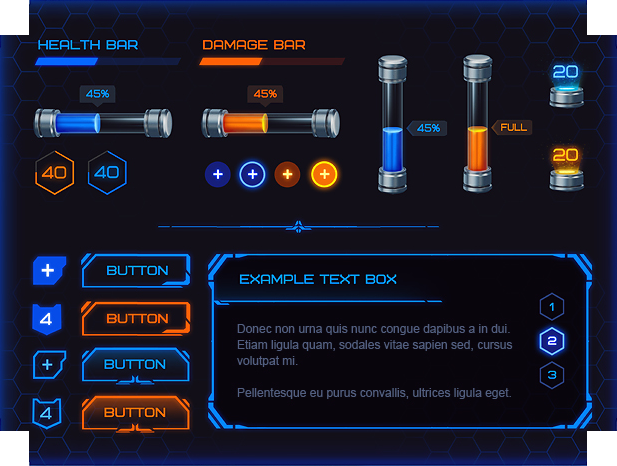 HEALTH BAR
DAMAGE BAR
45%
45%
20
45%
FULL
40
40
20
+
+
+
+
+
BUTTON
4
BUTTON
+
BUTTON
4
BUTTON
EXAMPLE TEXT BOX
Donec non urna quis nunc congue dapibus a in dui.
Etiam ligula quam, sodales vitae sapien sed, cursus
volutpat mi.
Pellentesque eu purus convallis, ultrices ligula eget.
1
2
3